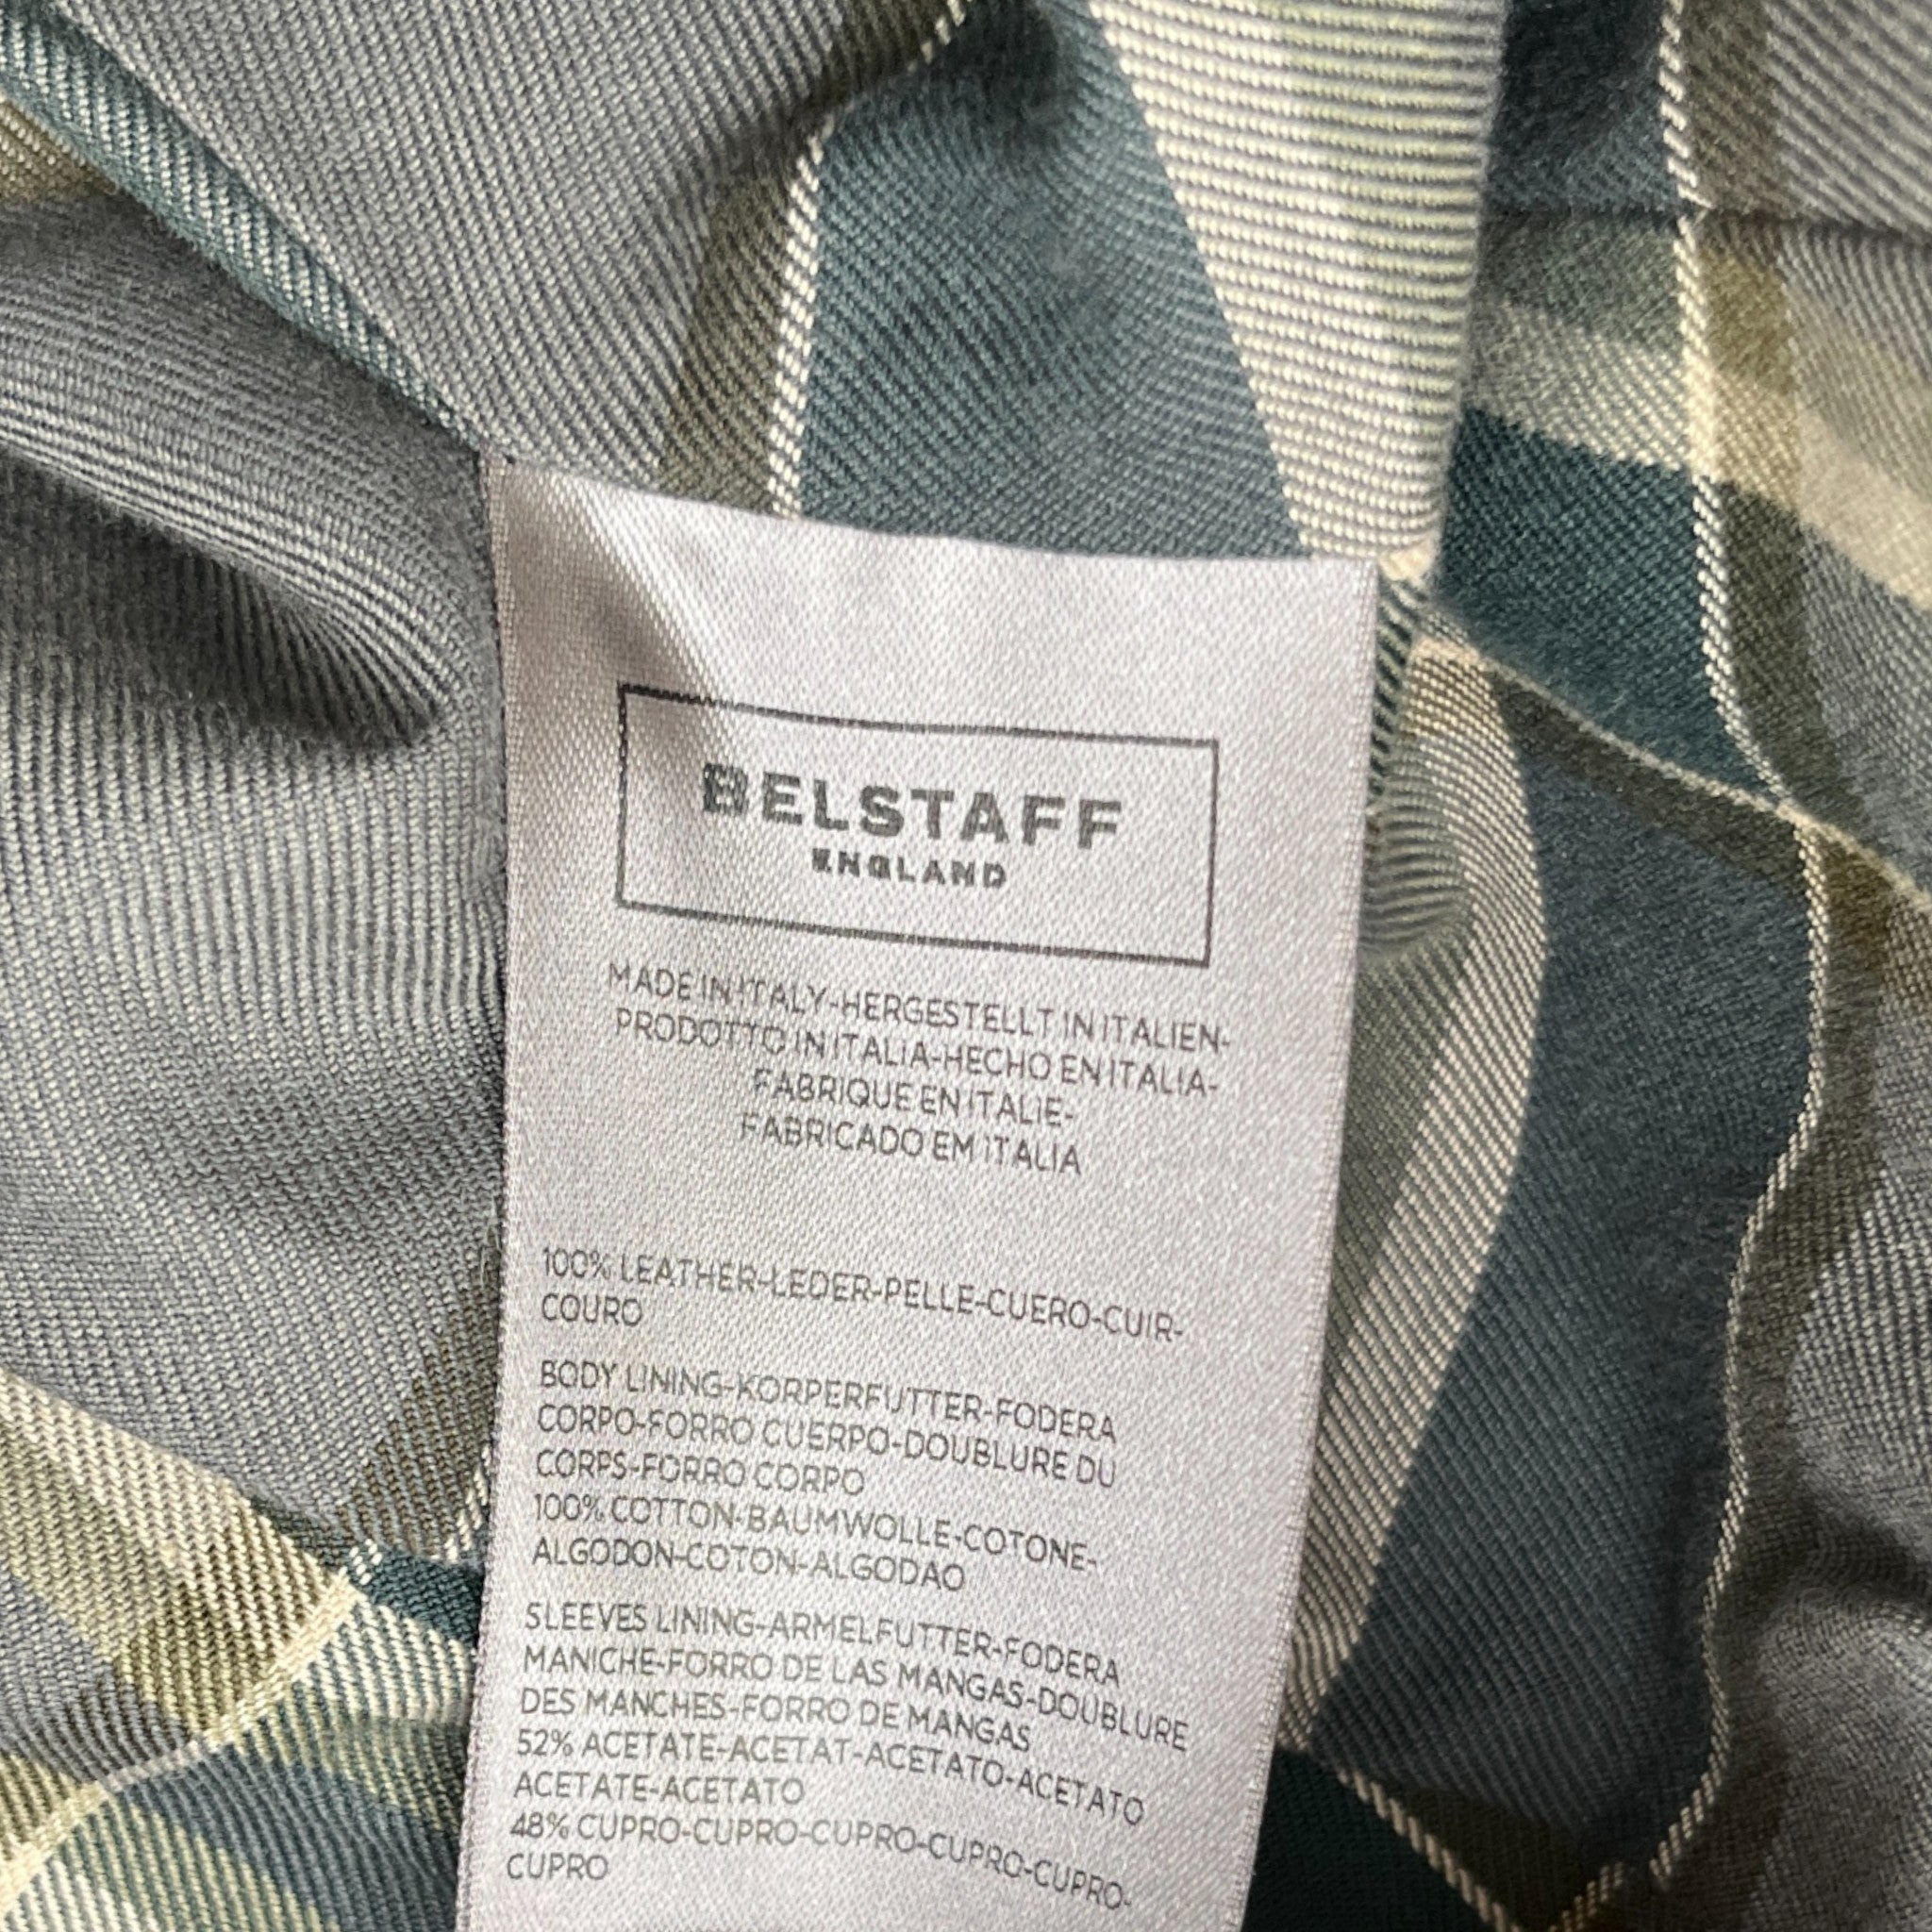 BELSTAFF
ENGLAND
MADE IN ITALY-HERGESTELLT IN ITALIEN-
PRODOTTO IN ITALIA-HECHO EN ITALIA-
FABRIQUE EN ITALIE-
FABRICADO EM ITALIA
100% LEATHER-LEDER-PELLE-CUERO-CUIR-
COURO
BODY LINING-KORPERFUTTER-FODERA
CORPO-FORRO CUERPO-DOUBLURE DU
CORPS-FORRO CORPO
100% COTTON-BAUMWOLLE-COTONE-
ALGODON-COTON-ALGODAO
SLEEVES LINING-ARMELFUTTER-FODERA
MANICHE-FORRO DE LAS MANGAS-DOUBLURE
DES MANCHES-FORRO DE MANGAS
52% ACETATE-ACETAT-ACETATO-ACETATO
ACETATE-ACETATO
48% CUPRO-CUPRO-CUPRO-CUPRO-CUPRO-
CUPRO